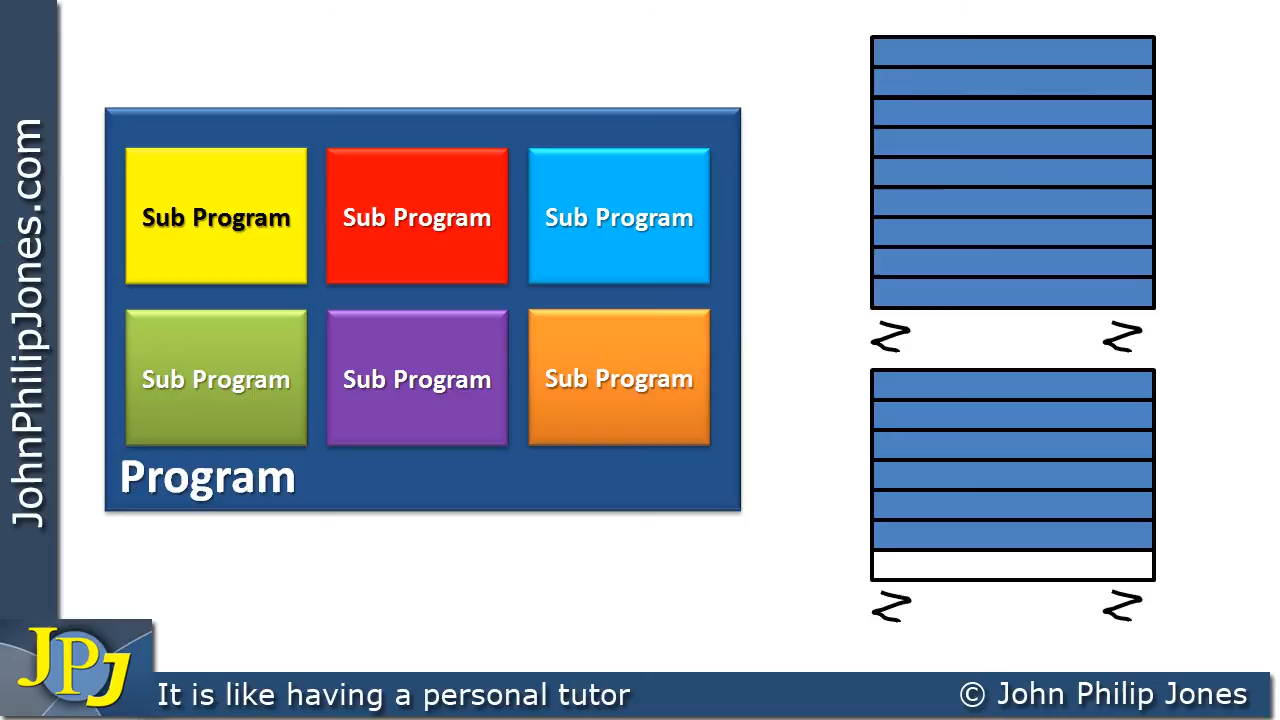 JohnPhilipJones.com
Sub Program
Sub Program
Sub Program
Sub Program
Sub Program
Sub Program
Program
JPJ
It is like having a personal tutor
© John Philip Jones